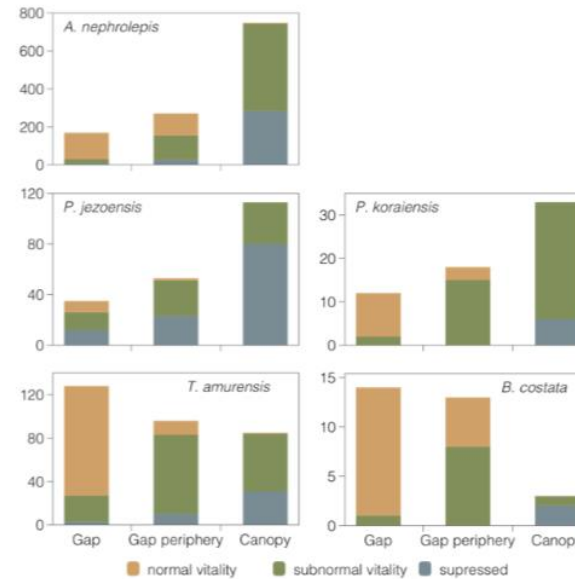 800
A. nephrolepis
600
400
200
0
120
P. jezoensis
80
40
0
30
P. koraiensis
20
10
0
120
T. amurensis
80
40
0
15
B. costata
10
5
0
Gap Gap periphery Canopy
Gap Gap periphery Canopy
normal vitality subnormal vitality supressed